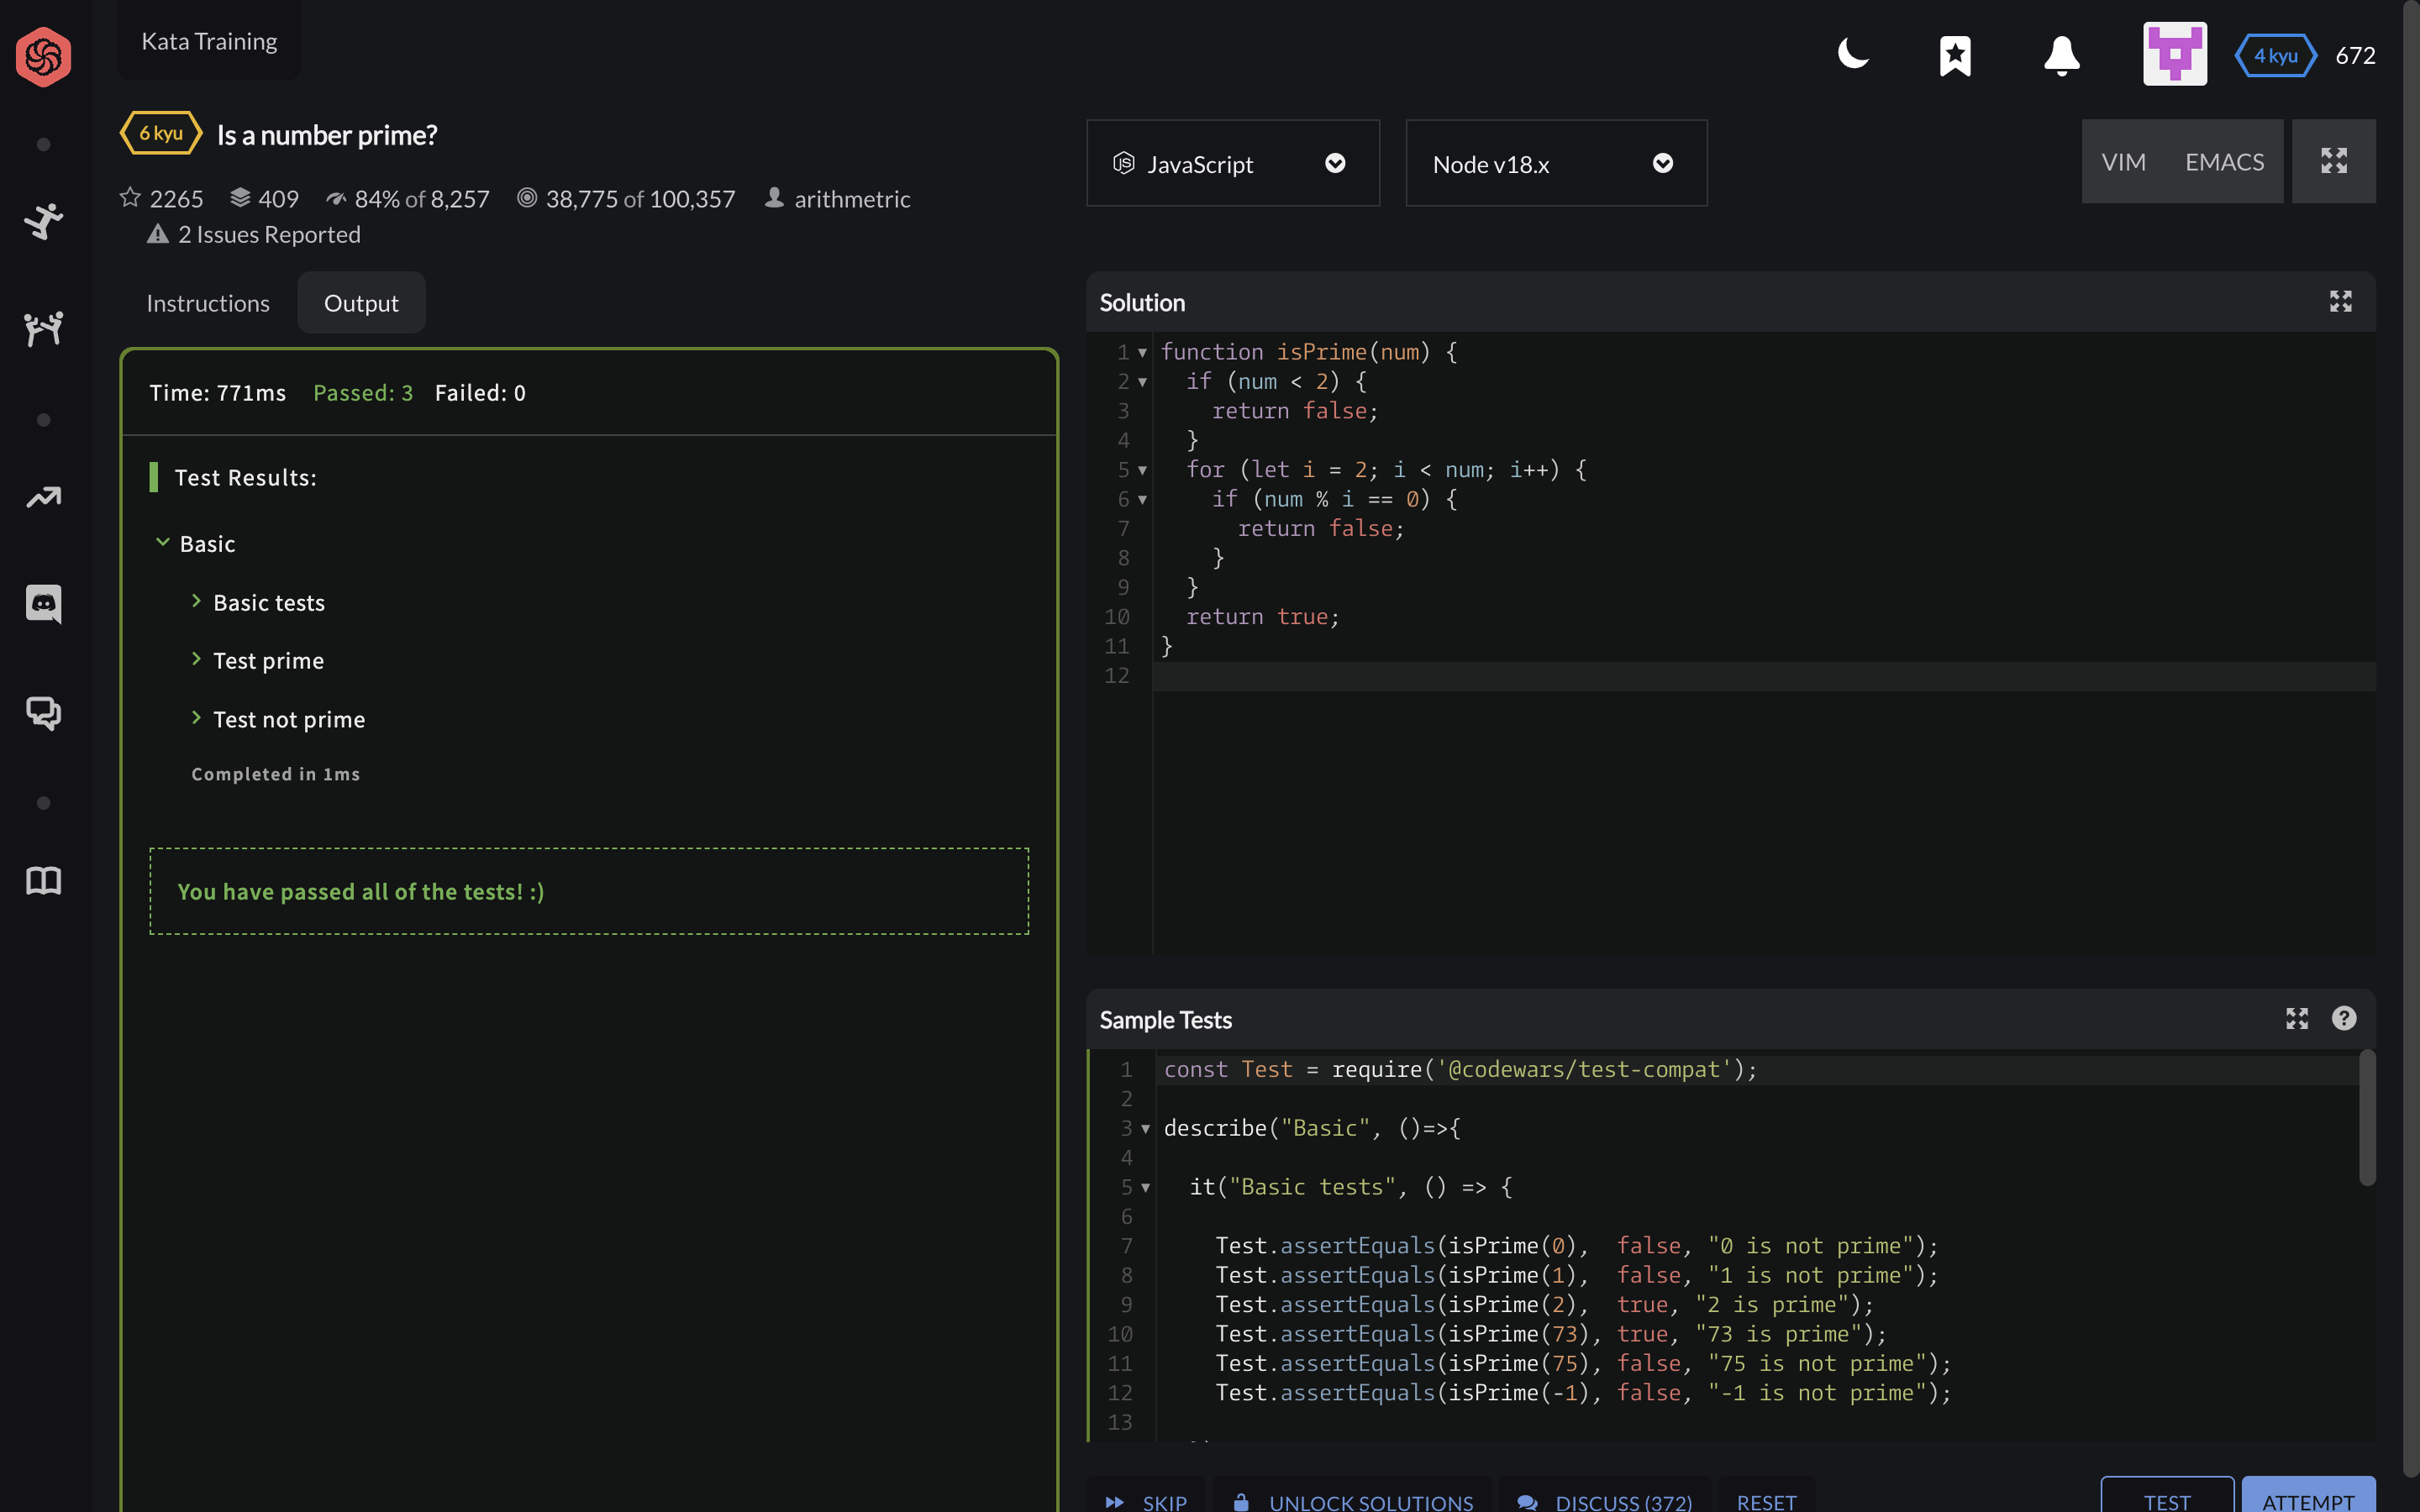 Kata Training
4 kyu 672
6 kyu Is a number prime?
2265 409 84% of 8,257 38,775 of 100,357 arithmetric
2 Issues Reported
Instructions Output
Time: 771ms Passed: 3 Failed: 0
Test Results:
Basic
Basic tests
Test prime
Test not prime
Completed in 1ms
You have passed all of the tests! :)
JS JavaScript Node v18.x VIM EMACS
Solution
1 function isPrime(num) {
2 if (num < 2) {
3 return false;
4 }
5 for (let i = 2; i < num; i++) {
6 if (num % i == 0) {
7 return false;
8 }
9 }
10 return true;
11 }
12
Sample Tests
1 const Test = require('@codewars/test-compat');
2
3 describe("Basic", ()=>{
4
5 it("Basic tests", () => {
6
7 Test.assertEquals(isPrime(0),  false, "0 is not prime");
8 Test.assertEquals(isPrime(1),  false, "1 is not prime");
9 Test.assertEquals(isPrime(2),  true, "2 is prime");
10 Test.assertEquals(isPrime(73), true, "73 is prime");
11 Test.assertEquals(isPrime(75), false, "75 is not prime");
12 Test.assertEquals(isPrime(-1), false, "-1 is not prime");
13
SKIP UNLOCK SOLUTIONS DISCUSS (372) RESET TEST ATTEMPT